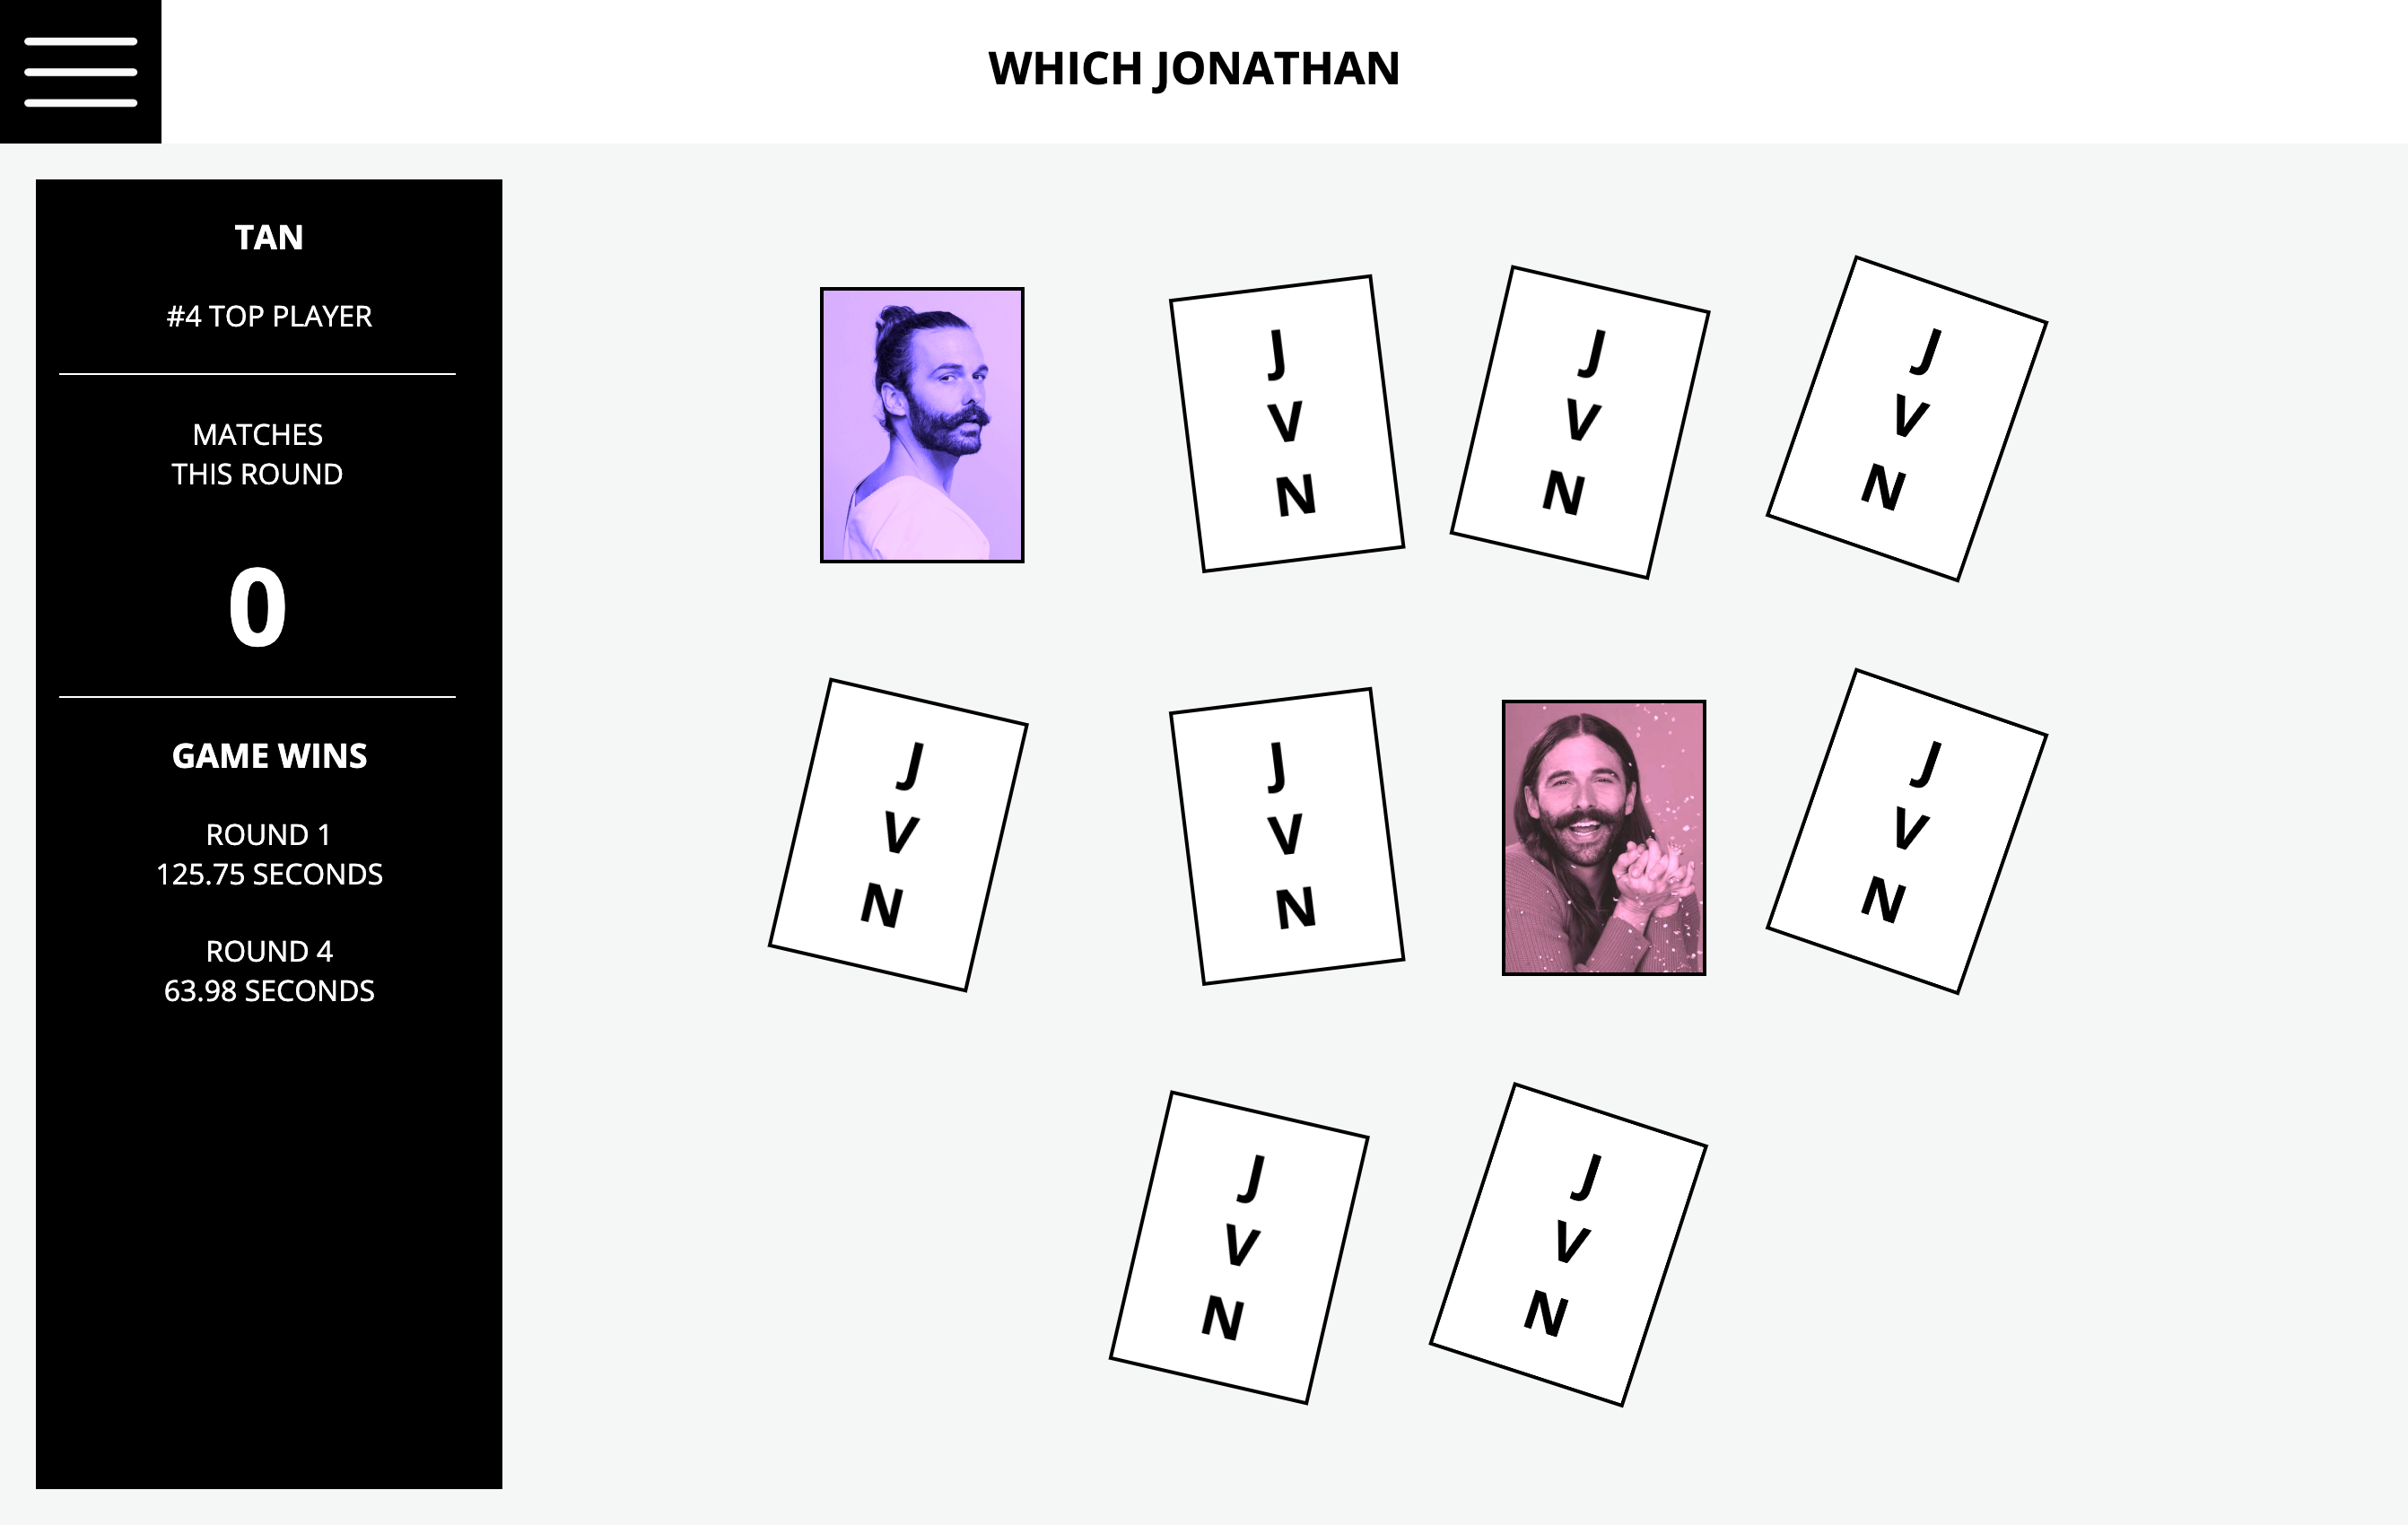 WHICH JONATHAN
TAN
#4 TOP PLAYER
MATCHES
THIS ROUND
0
GAME WINS
ROUND 1
125.75 SECONDS
ROUND 4
63.98 SECONDS
J
V
N
J
V
N
J
V
N
J
V
N
J
V
N
J
V
N
J
V
N
J
V
N